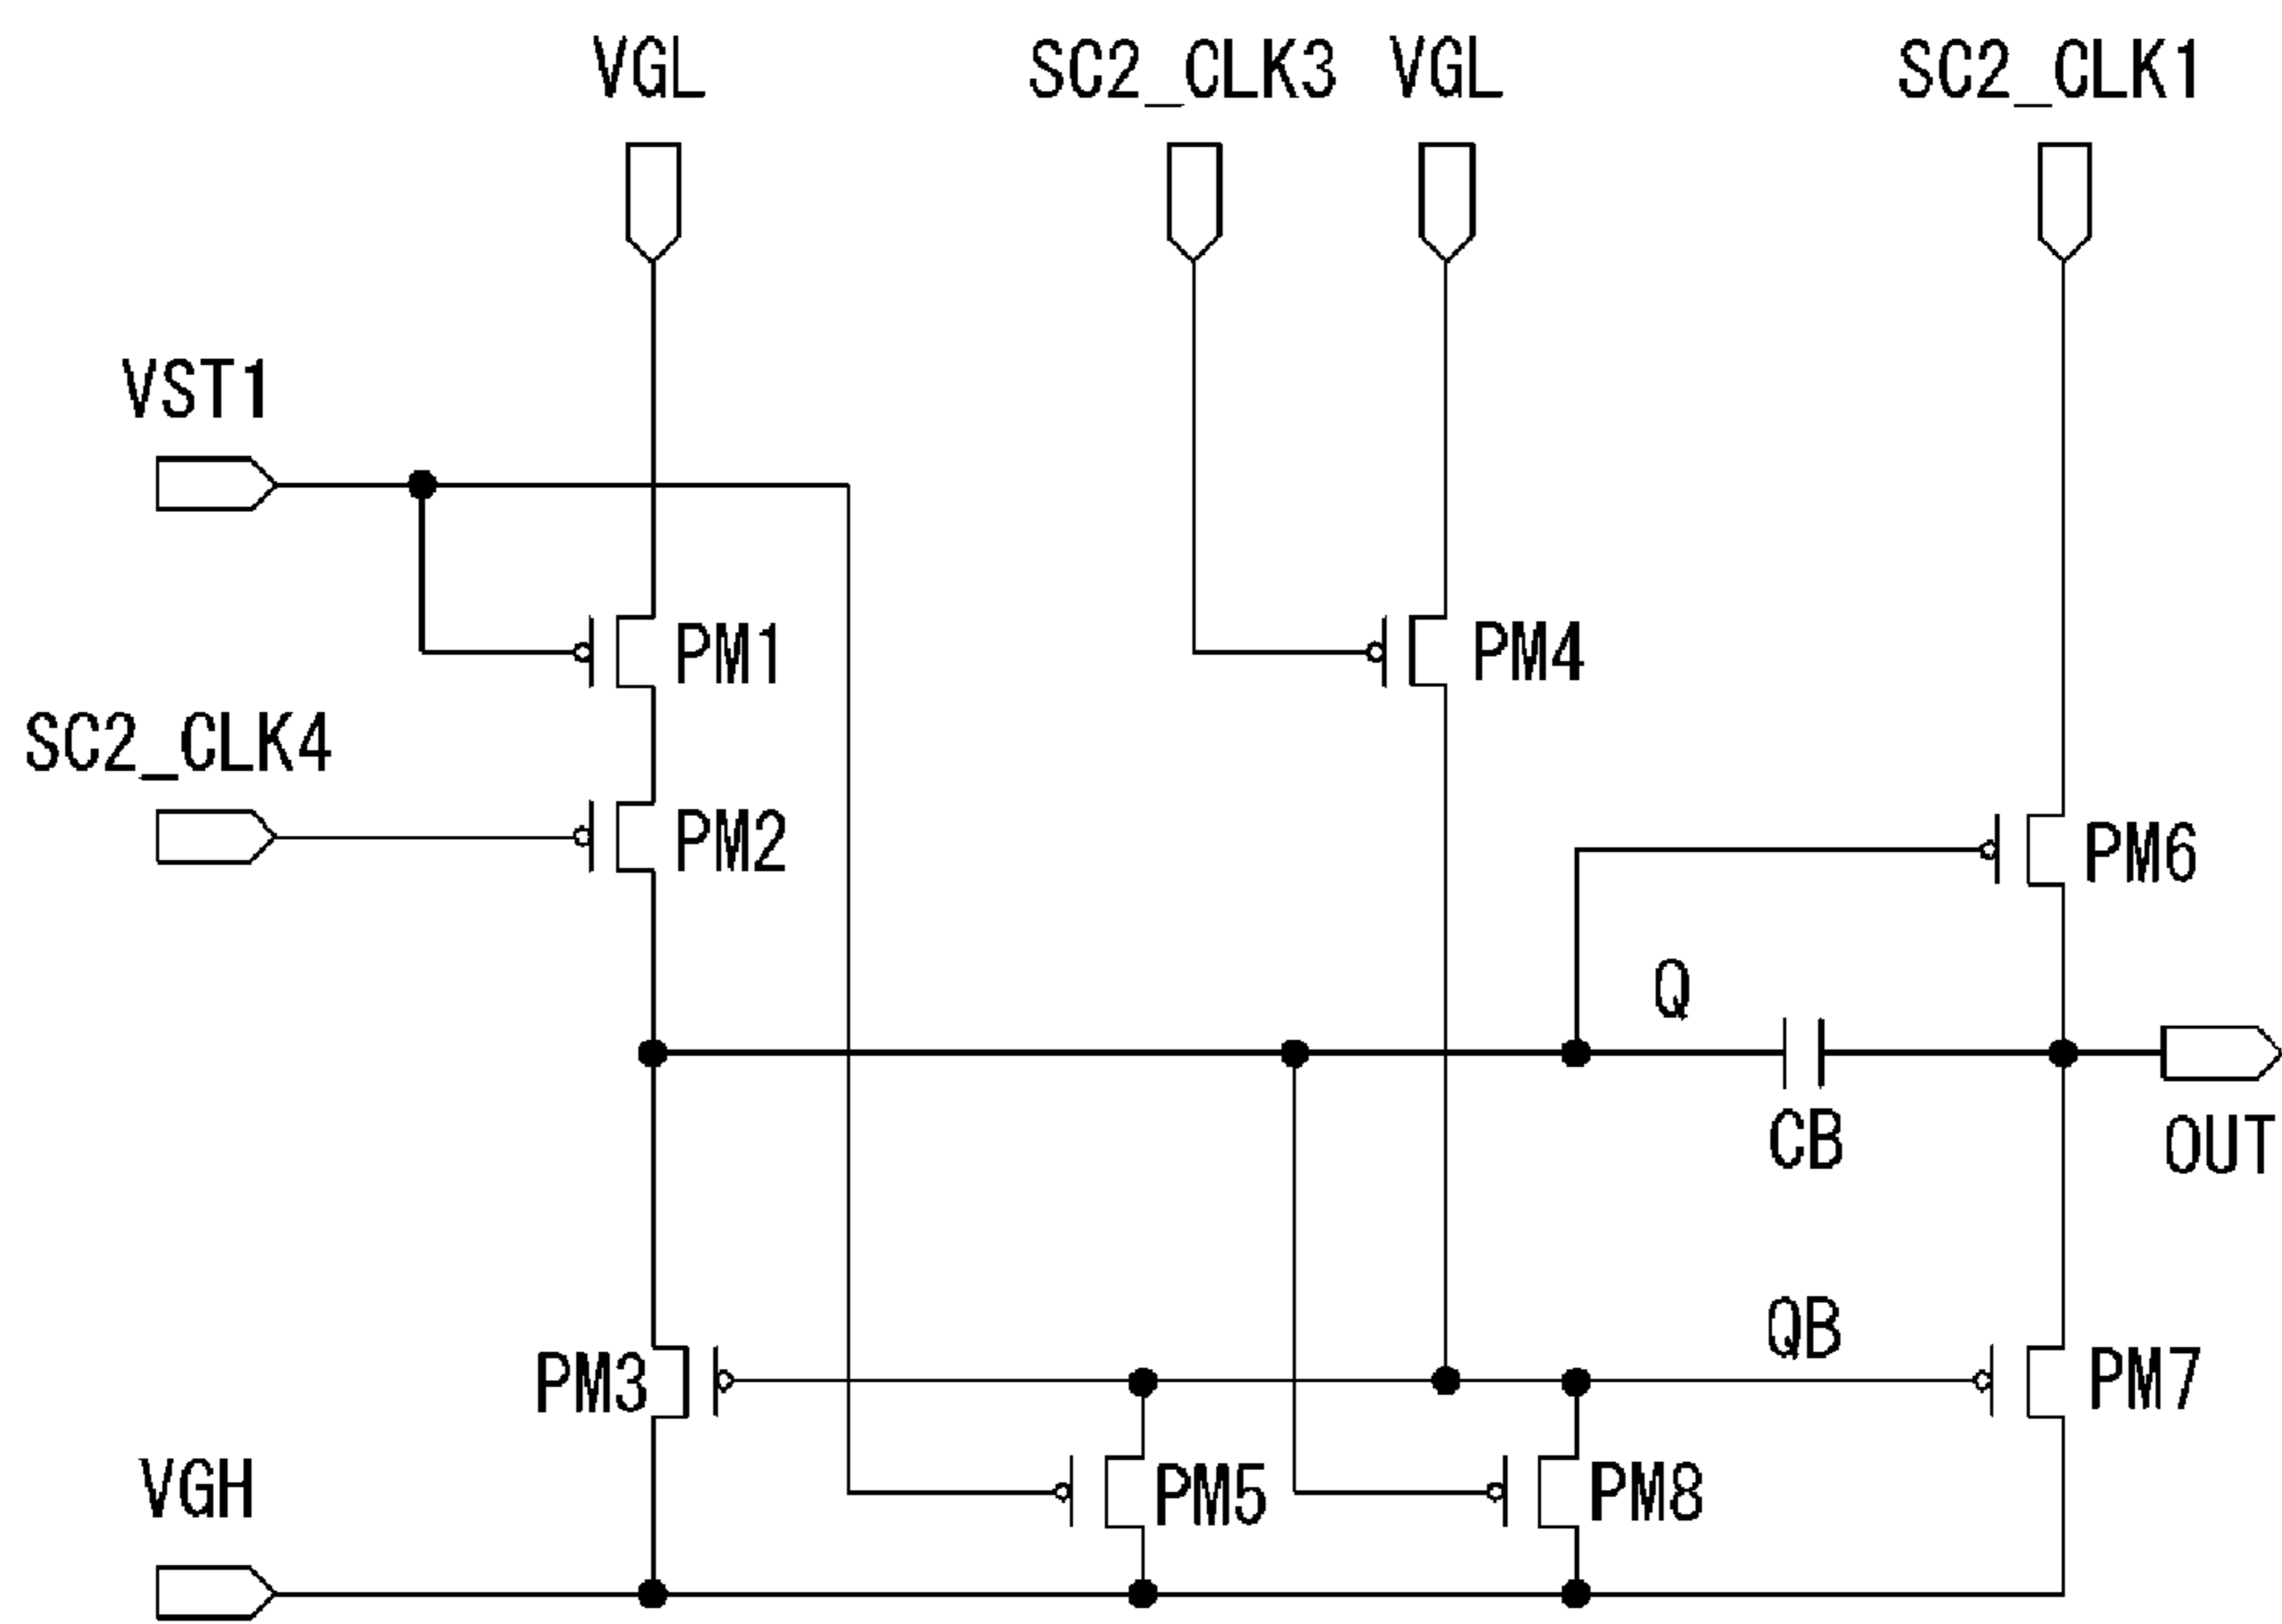 VGL
SC2_CLK3
VGL
SC2_CLK1
VST1
PM1
PM4
SC2_CLK4
PM2
PM6
Q
CB
OUT
QB
PM3
PM7
VGH
PM5
PM8